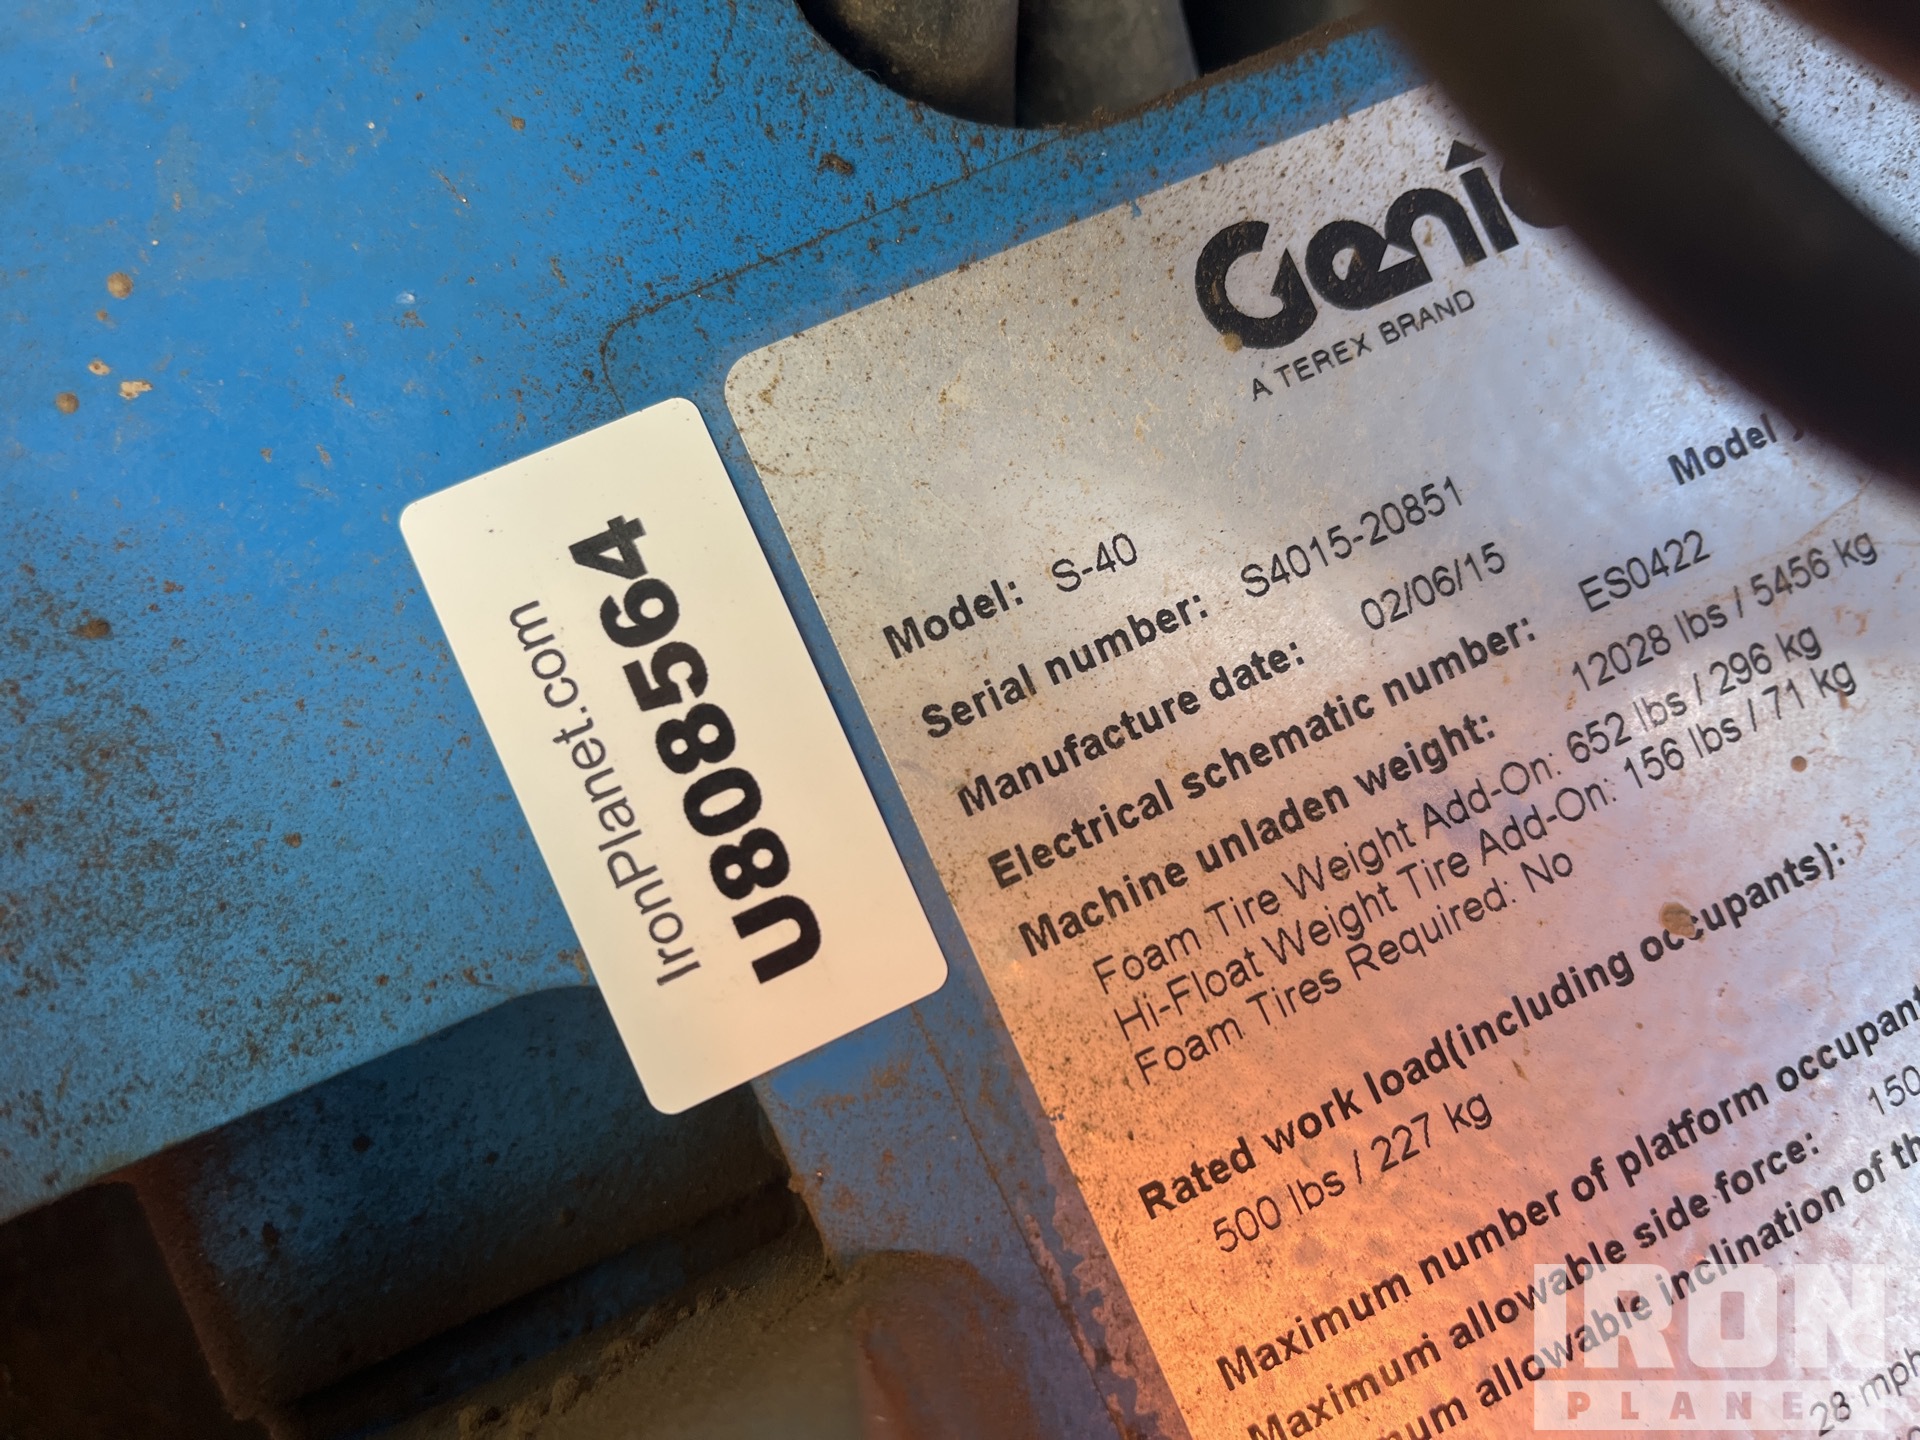 Genie
A TEREX BRAND
Model: S-40
Model
Serial number: S4015-20851
Manufacture date: 02/06/15
Electrical schematic number: ES0422
Machine unladen weight: 12028 lbs / 5456 kg
Foam Tire Weight Add-On: 652 lbs / 296 kg
Hi-Float Weight Tire Add-On: 156 lbs / 71 kg
Foam Tires Required: No
Rated work load(including occupants):
500 lbs / 227 kg
Maximum number of platform occupant
Maximum allowable side force: 150
allowable inclination of th
28 mph
IronPlanet.com
U808564
IRON
PLANE